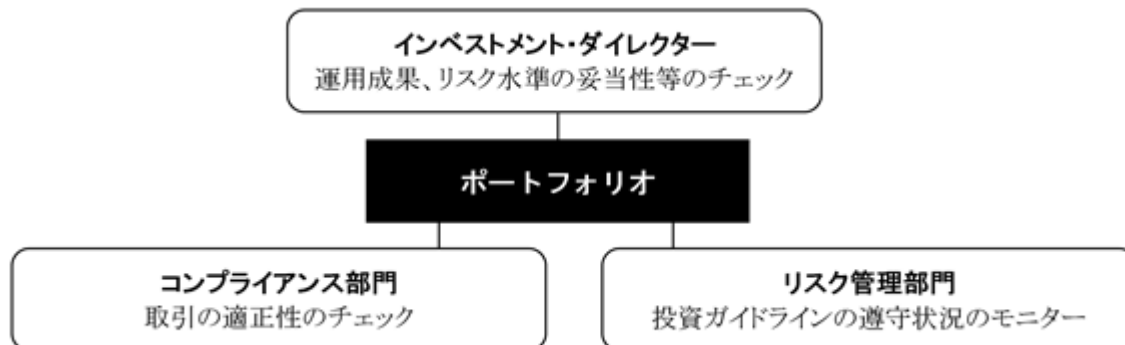 インベストメント・ダイレクター
運用成果、リスク水準の妥当性等のチェック
ポートフォリオ
コンプライアンス部門
取引の適正性のチェック
リスク管理部門
投資ガイドラインの遵守状況のモニター